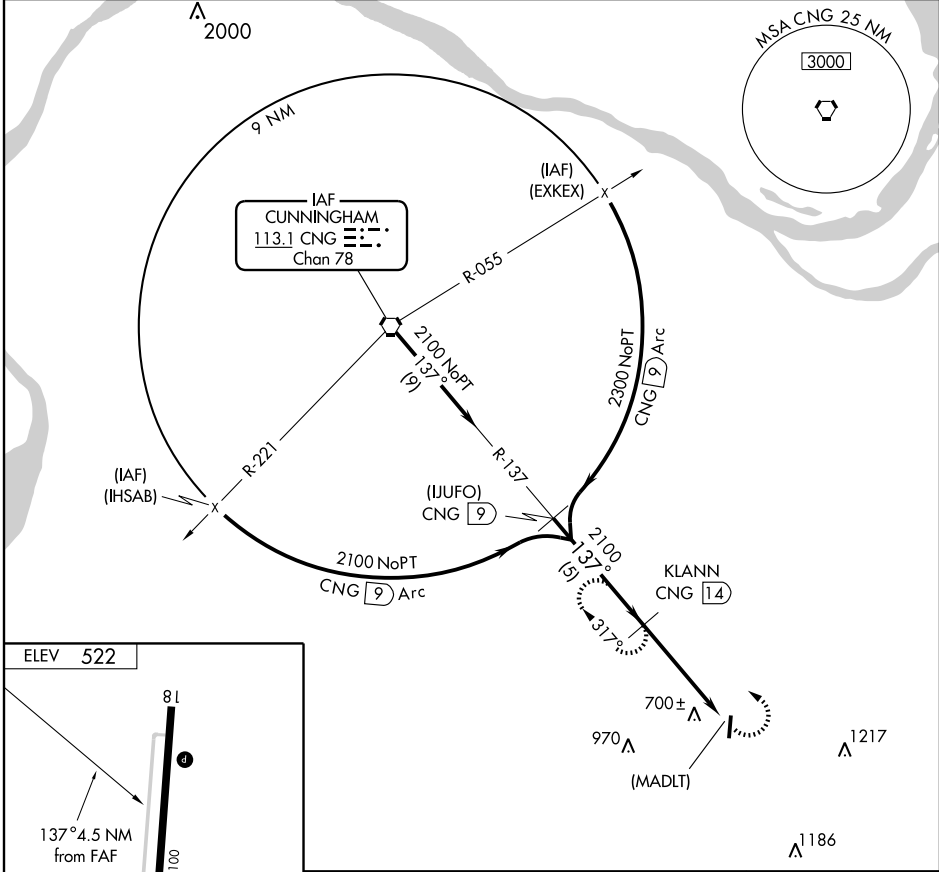 2000
MSA CNG 25 NM
3000
9 NM
(IAF)
(EXKEX)
IAF
CUNNINGHAM
113.1 CNG
Chan 78
R-055
2100 NoPT
137°
(9)
2300 NoPT
CNG 9 Arc
R-221
R-137
(IAF)
(IHSAB)
(IJUFO)
CNG 9
2100 NoPT
CNG 9 Arc
2100
137°
(5)
KLANN
CNG 14
317°
700±
970
1217
(MADLT)
1186
ELEV 522
18
P
137°4.5 NM
from FAF
100